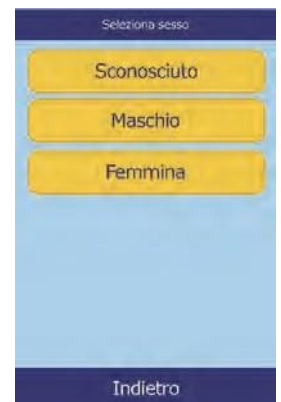 Seleziona sesso
Sconosciuto
Maschio
Femmina
Indietro